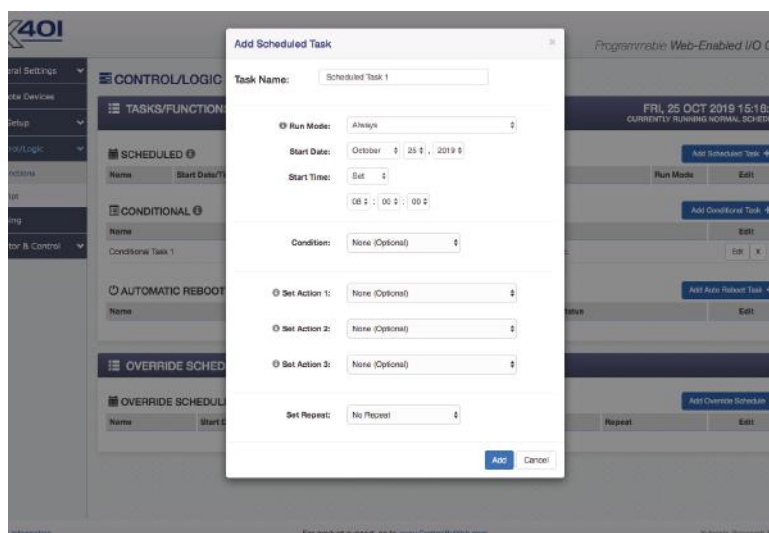 X401
Programmable Web-Enabled I/O
Settings
CONTROL/LOGIC
TASKS/FUNCTION
FRI, 25 OCT 2019 15:16:
CURRENTLY RUNNING NORMAL
SCHEDULED
Add Scheduled Task +
Name
Start Date/Ti
Run Mode
Edit
CONDITIONAL
Add Conditional Task +
Name
Edit
Conditional Task 1
Edit
X
AUTOMATIC REBOOT
Add Auto Reboot Task +
Name
Edit
OVERRIDE SCHED
OVERRIDE SCHEDUL
Add Override Schedule
Name
Start D
Repeat
Edit
Add Scheduled Task
×
Task Name: Scheduled Task 1
Run Mode: Always
Start Date: October 25, 2019
Start Time: Set
08 : 00 : 00
Condition: None (Optional)
Set Action 1: None (Optional)
Set Action 2: None (Optional)
Set Action 3: None (Optional)
Set Repeat: No Repeat
Add Cancel